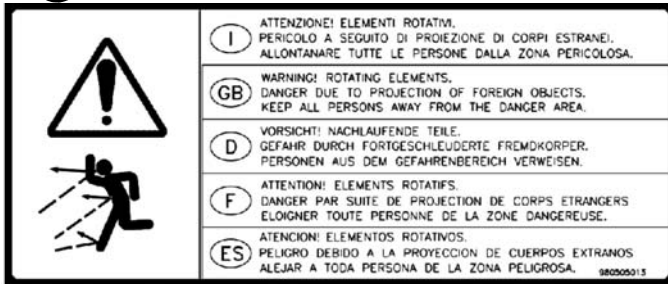 I
ATTENZIONE! ELEMENTI ROTATIVI.
PERICOLO A SEGUITO DI PROIEZIONE DI CORPI ESTRANEI.
ALLONTANARE TUTTE LE PERSONE DALLA ZONA PERICOLOSA.
GB
WARNING! ROTATING ELEMENTS.
DANGER DUE TO PROJECTION OF FOREIGN OBJECTS.
KEEP ALL PERSONS AWAY FROM THE DANGER AREA.
D
VORSICHT! NACHLAUFENDE TEILE.
GEFAHR DURCH FORTGESCHLEUDERTE FREMDKORPER.
PERSONEN AUS DEM GEFAHRENBEREICH VERWEISEN.
F
ATTENTION! ELEMENTS ROTATIFS.
DANGER PAR SUITE DE PROJECTION DE CORPS ETRANGERS
ELOIGNER TOUTE PERSONNE DE LA ZONE DANGEREUSE.
ES
ATENCION! ELEMENTOS ROTATIVOS.
PELIGRO DEBIDO A LA PROYECCION DE CUERPOS EXTRANOS
ALEJAR A TODA PERSONA DE LA ZONA PELIGROSA.
980505015